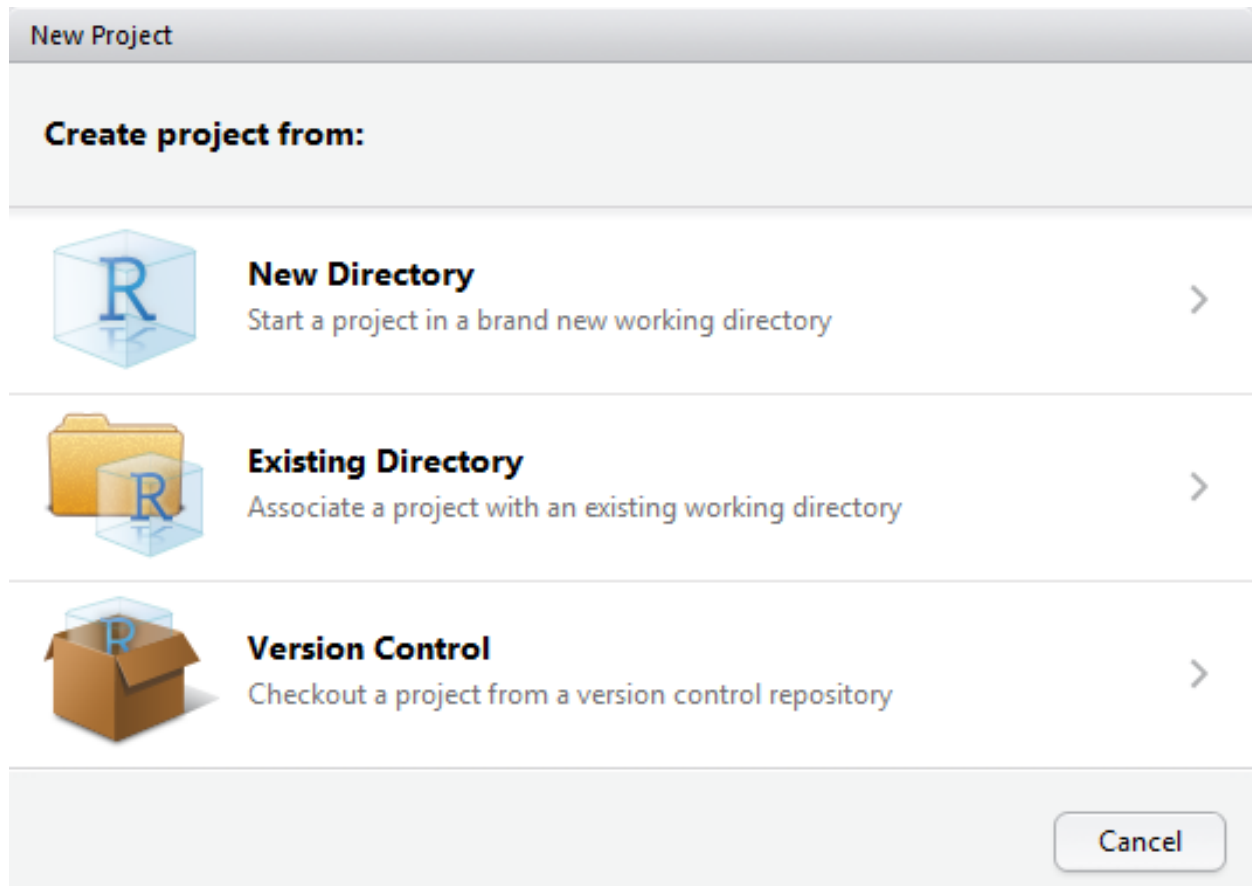 New Project
Create project from:
R
New Directory
Start a project in a brand new working directory
R
Existing Directory
Associate a project with an existing working directory
R
Version Control
Checkout a project from a version control repository
Cancel